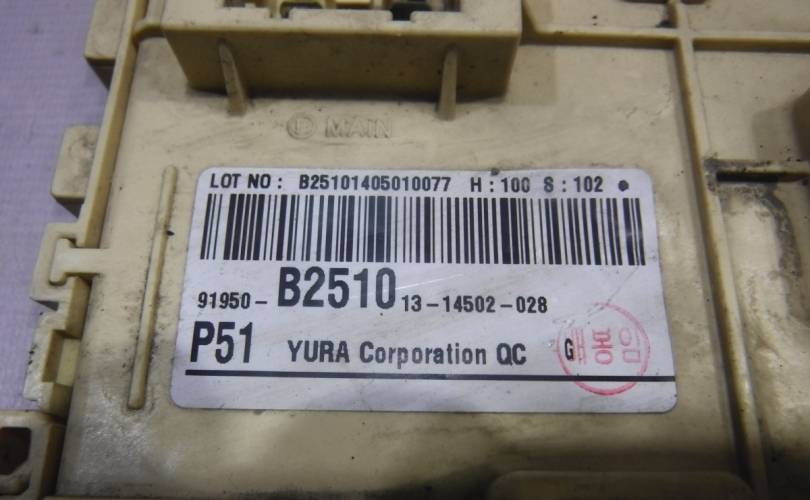 MAIN
LOT NO : B25101405010077 H : 100 S : 102
91950- B2510 13-14502-028
P51 YURA Corporation QC G